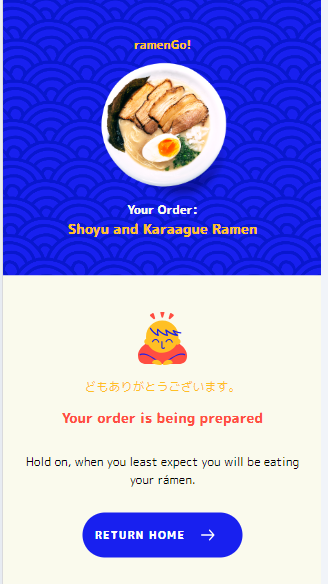 ramenGo!
Your Order:
Shoyu and Karaague Ramen
どもありがとうございます。
Your order is being prepared
Hold on, when you least expect you will be eating
your rámen.
RETURN HOME